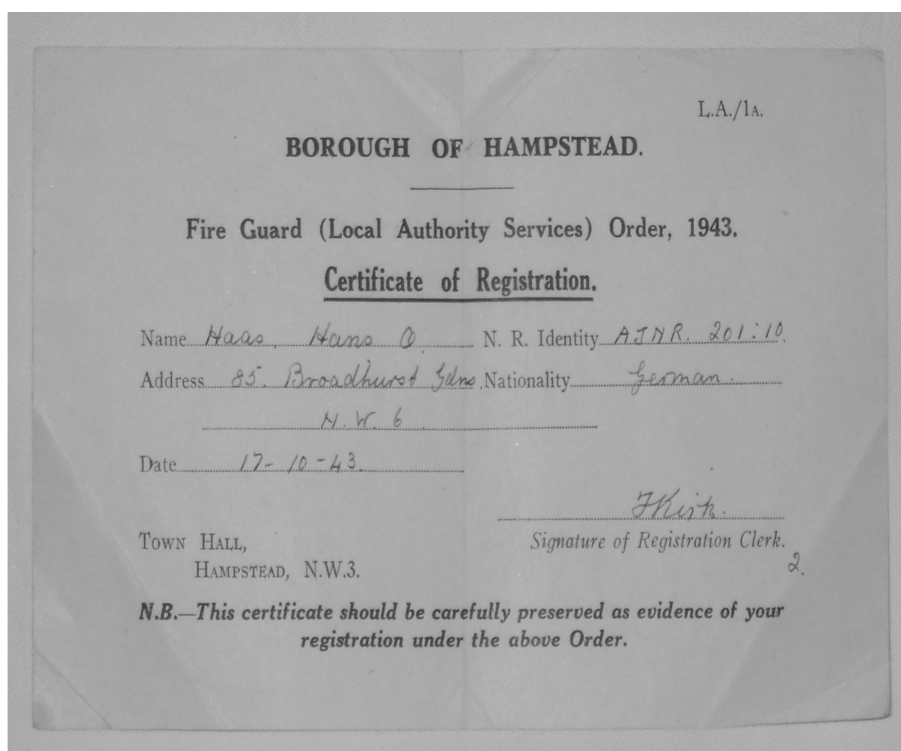 L.A./1A.
BOROUGH OF HAMPSTEAD.
Fire Guard (Local Authority Services) Order, 1943.
Certificate of Registration.
Name Haas, Hans O. N. R. Identity AJNR. 201:10.
Address 85. Broadhurst Gdns. Nationality German.
N.W. 6
Date 17-10-43.
FKirk.
TOWN HALL, Signature of Registration Clerk.
HAMPSTEAD, N.W.3. 2.
N.B.—This certificate should be carefully preserved as evidence of your
registration under the above Order.